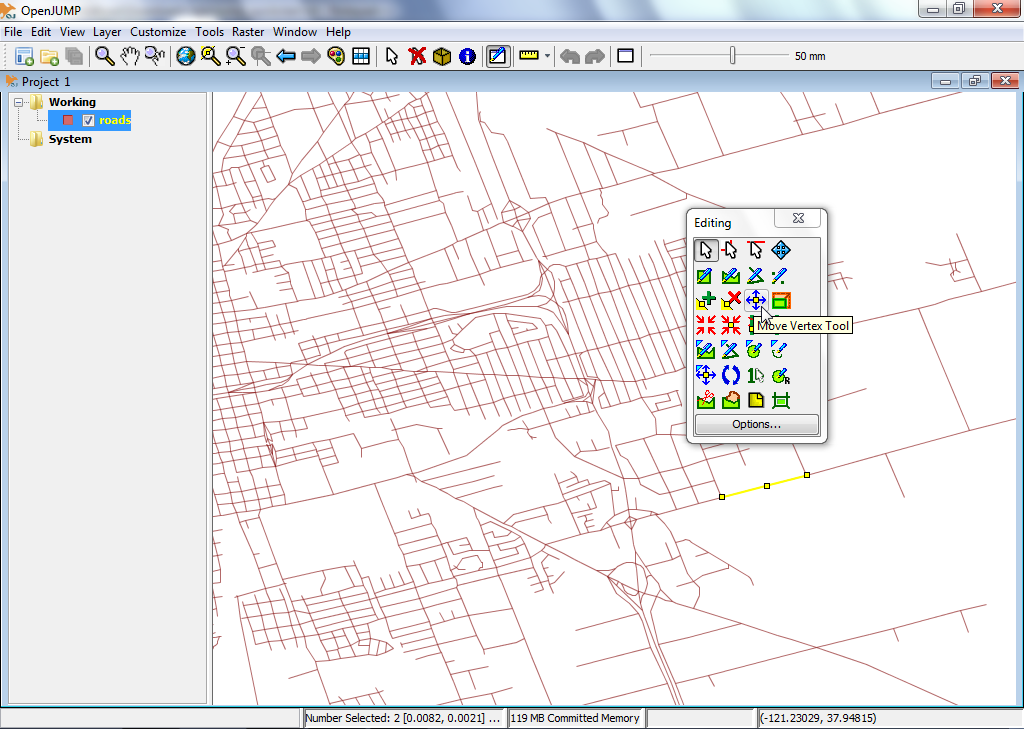 OpenJUMP
File Edit View Layer Customize Tools Raster Window Help
50 mm
Project 1
Working
roads
System
Editing
Move Vertex Tool
Options...
Number Selected: 2 [0.0082, 0.0021] ...
119 MB Committed Memory
(-121.23029, 37.94815)